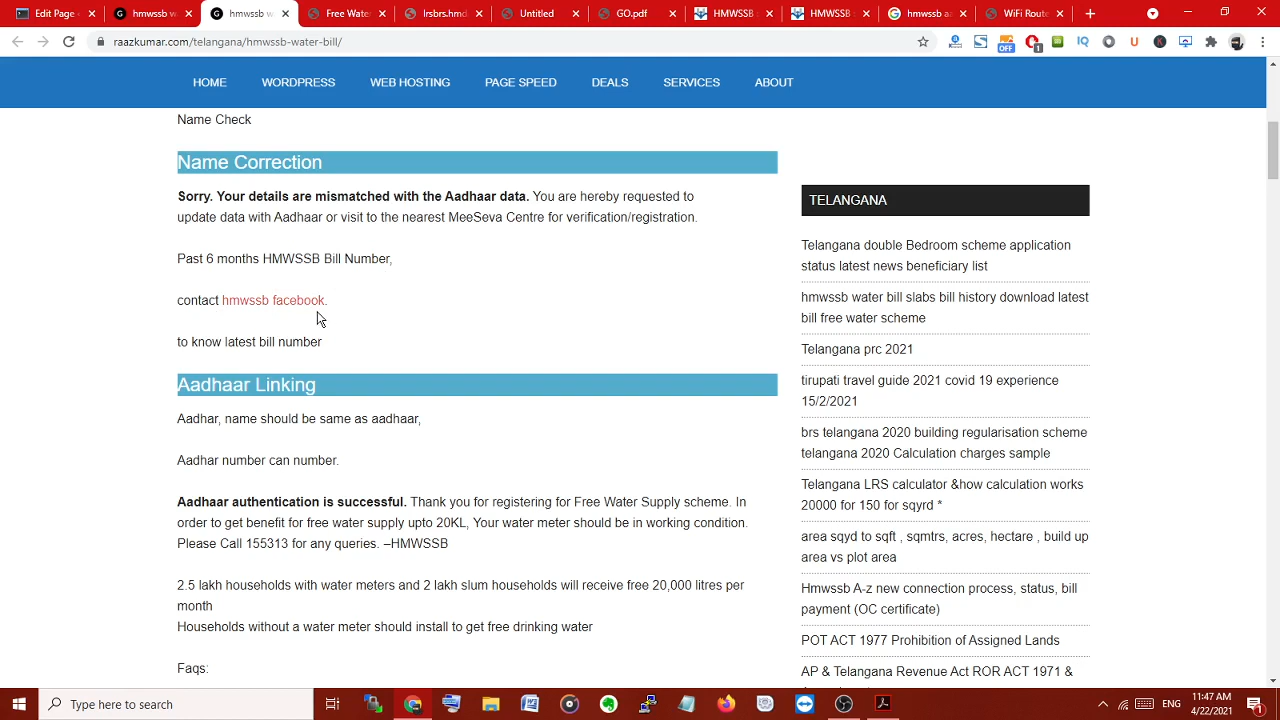 Edit Page
hmwssb w
hmwssb w
Free Water
lrsbrs.hmd
Untitled
GO.pdf
HMWSSB s
HMWSSB :
hmwssb aa
WiFi Route
raazkumar.com/telangana/hmwssb-water-bill/
OFF
1
HOME WORDPRESS WEB HOSTING PAGE SPEED DEALS SERVICES ABOUT
Name Check
Name Correction
Sorry. Your details are mismatched with the Aadhaar data. You are hereby requested to
update data with Aadhaar or visit to the nearest MeeSeva Centre for verification/registration.
Past 6 months HMWSSB Bill Number,
contact hmwssb facebook.
to know latest bill number
Aadhaar Linking
Aadhar, name should be same as aadhaar,
Aadhar number can number.
Aadhaar authentication is successful. Thank you for registering for Free Water Supply scheme. In
order to get benefit for free water supply upto 20KL, Your water meter should be in working condition.
Please Call 155313 for any queries. –HMWSSB
2.5 lakh households with water meters and 2 lakh slum households will receive free 20,000 litres per
month
Households without a water meter should install to get free drinking water
Faqs:
TELANGANA
Telangana double Bedroom scheme application
status latest news beneficiary list
hmwssb water bill slabs bill history download latest
bill free water scheme
Telangana prc 2021
tirupati travel guide 2021 covid 19 experience
15/2/2021
brs telangana 2020 building regularisation scheme
telangana 2020 Calculation charges sample
Telangana LRS calculator &how calculation works
20000 for 150 for sqyrd *
area sqyd to sqft , sqmtrs, acres, hectare , build up
area vs plot area
Hmwssb A-z new connection process, status, bill
payment (OC certificate)
POT ACT 1977 Prohibition of Assigned Lands
AP & Telangana Revenue Act ROR ACT 1971 &
Type here to search
ENG
11:47 AM
4/22/2021